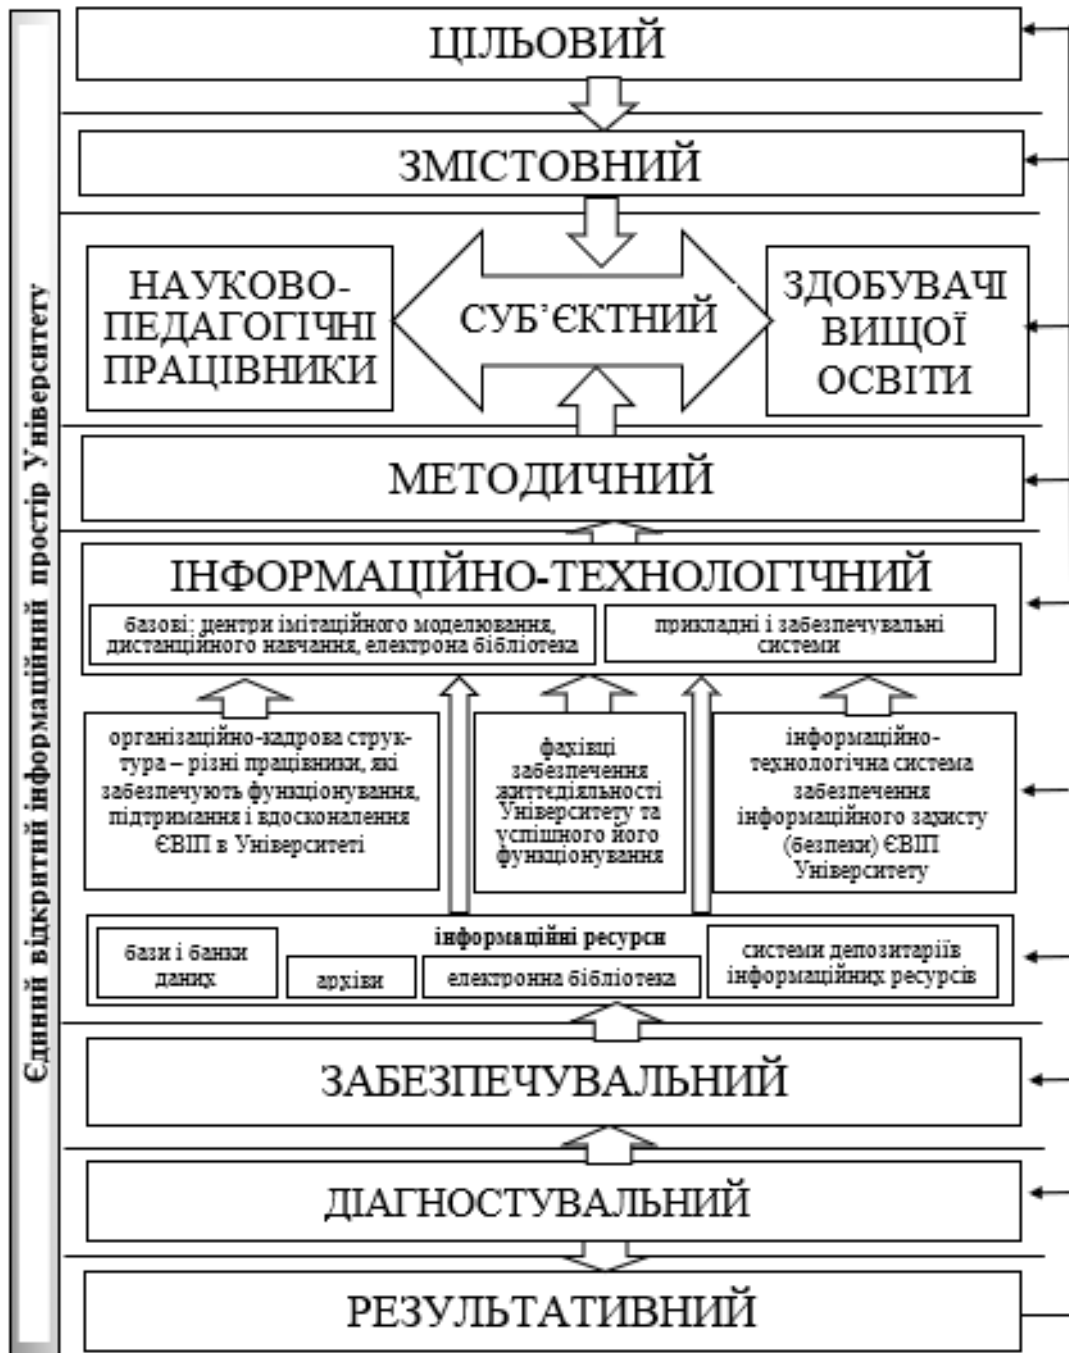 Єдиний відкритий інформаційний простір Університету
ЦІЛЬОВИЙ
ЗМІСТОВНИЙ
НАУКОВО-
ПЕДАГОГІЧНІ
ПРАЦІВНИКИ
СУБ’ЄКТНИЙ
ЗДОБУВАЧІ
ВИЩОЇ
ОСВІТИ
МЕТОДИЧНИЙ
ІНФОРМАЦІЙНО-ТЕХНОЛОГІЧНИЙ
базові: центри імітаційного моделювання,
дистанційного навчання, електрона бібліотека
прикладні і забезпечувальні
системи
організаційно-кадрова струк-
тура – різні працівники, які
забезпечують функціонування,
підтримання і вдосконалення
ЄВІП в Університеті
фахівці
забезпечення
життєдіяльності
Університету та
успішного його
функціонування
інформаційно-
технологічна система
забезпечення
інформаційного захисту
(безпеки) ЄВІП
Університету
інформаційні ресурси
бази і банки
даних
архіви
електронна бібліотека
системи депозитаріїв
інформаційних ресурсів
ЗАБЕЗПЕЧУВАЛЬНИЙ
ДІАГНОСТУВАЛЬНИЙ
РЕЗУЛЬТАТИВНИЙ